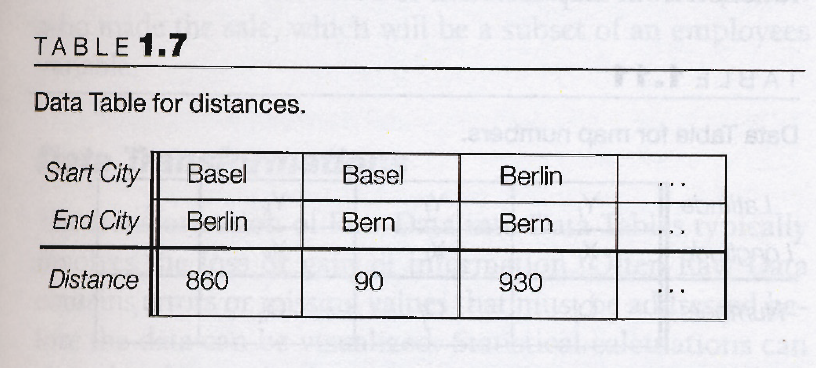 TABLE 1.7
Data Table for distances.
Start City Basel Basel Berlin ...
End City Berlin Bern Bern ...
Distance 860 90 930 ...